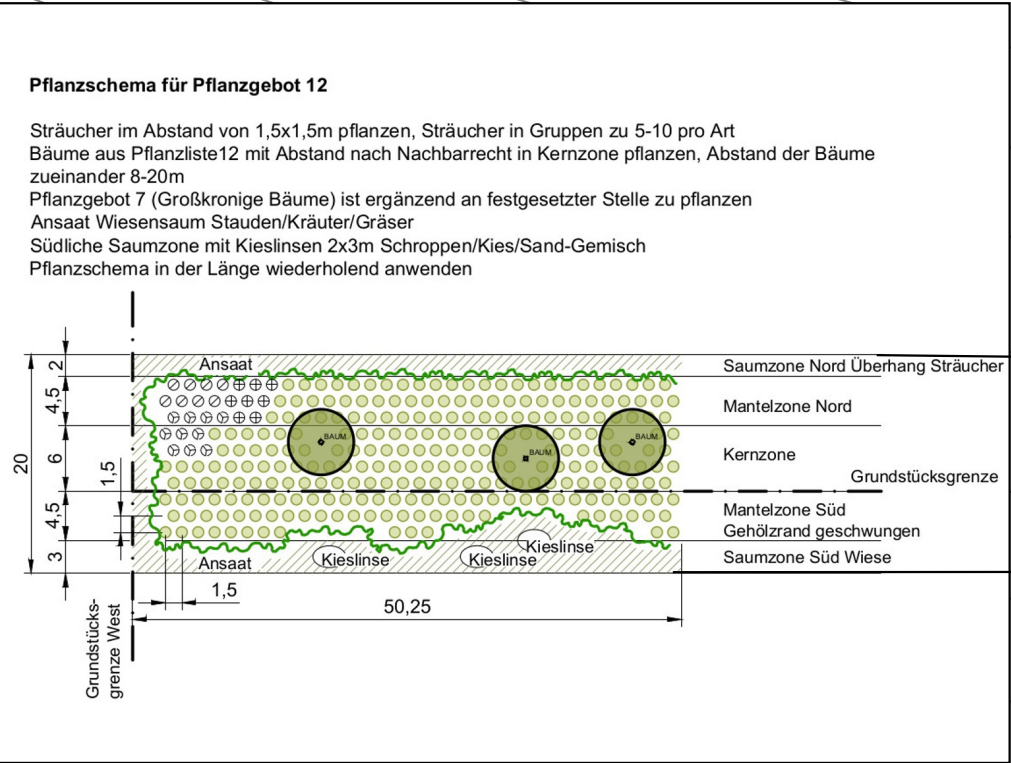 Pflanzschema für Pflanzgebot 12
Sträucher im Abstand von 1,5x1,5m pflanzen, Sträucher in Gruppen zu 5-10 pro Art
Bäume aus Pflanzliste12 mit Abstand nach Nachbarrecht in Kernzone pflanzen, Abstand der Bäume
zueinander 8-20m
Pflanzgebot 7 (Großkronige Bäume) ist ergänzend an festgesetzter Stelle zu pflanzen
Ansaat Wiesensaum Stauden/Kräuter/Gräser
Südliche Saumzone mit Kieslinsen 2x3m Schroppen/Kies/Sand-Gemisch
Pflanzschema in der Länge wiederholend anwenden
2
Ansaat
Saumzone Nord Überhang Sträucher
4,5
Mantelzone Nord
BAUM
BAUM
BAUM
20
6
1,5
Kernzone
Grundstücksgrenze
4,5
Mantelzone Süd
Gehölzrand geschwungen
3
Ansaat
Kieslinse
Kieslinse
Kieslinse
Saumzone Süd Wiese
1,5
50,25
Grundstücks-
grenze West